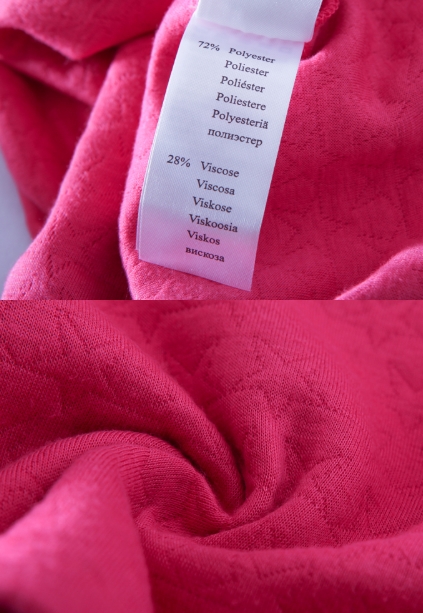 72% Polyester
Poliester
Poliéster
Poliestere
Polyesteriä
полиэстер
28% Viscose
Viscosa
Viskose
Viskoosia
Viskos
вискоза